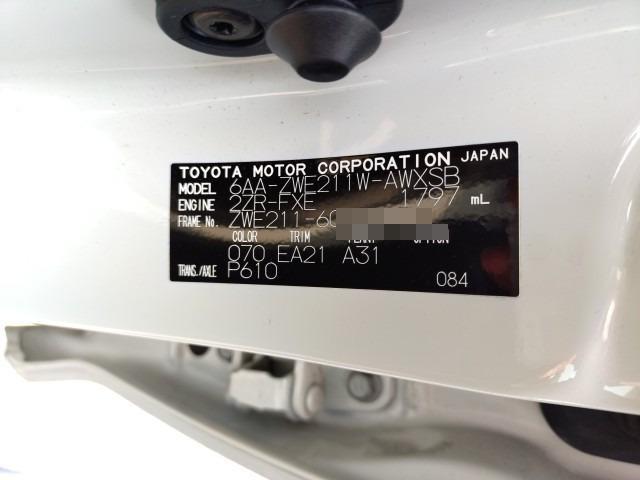 TOYOTA MOTOR CORPORATION JAPAN
MODEL 6AA-ZWE211W-AWXSB
ENGINE 2ZR-FXE 1797 mL
FRAME No. ZWE211-60
COLOR TRIM
070 EA21 A31
TRANS./AXLE P610
084